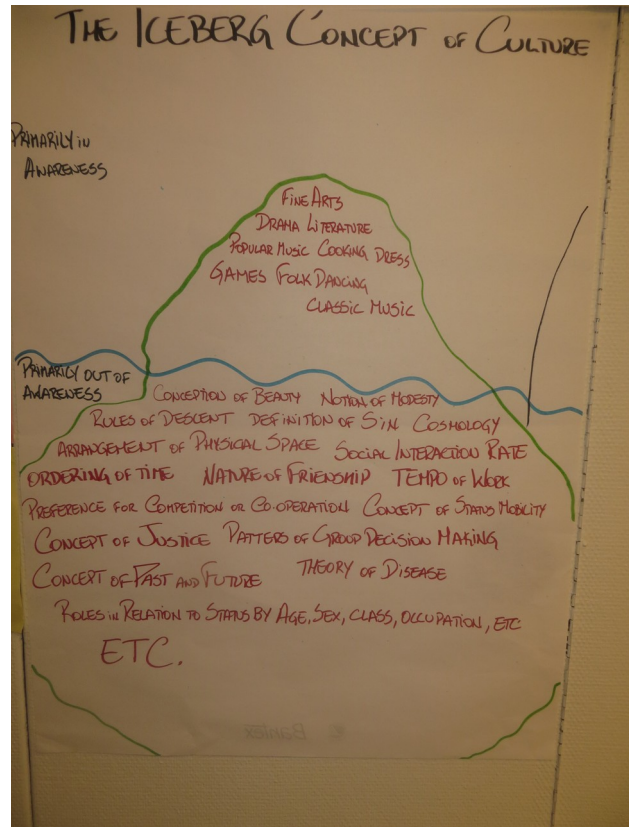 THE ICEBERG CONCEPT OF CULTURE
PRIMARILY IN
AWARENESS
FINE ARTS
DRAMA LITERATURE
POPULAR MUSIC COOKING DRESS
GAMES FOLK DANCING
CLASSIC MUSIC
PRIMARILY OUT OF
AWARENESS
CONCEPTION OF BEAUTY NOTION OF MODESTY
RULES OF DESCENT DEFINITION OF SIN COSMOLOGY
ARRANGEMENT OF PHYSICAL SPACE SOCIAL INTERACTION RATE
ORDERING OF TIME NATURE OF FRIENSHIP TEMPO OF WORK
PREFERENCE FOR COMPETITION OR CO-OPERATION CONCEPT OF STATUS MOBILITY
CONCEPT OF JUSTICE PATTERS OF GROUP DECISION MAKING
CONCEPT OF PAST AND FUTURE THEORY OF DISEASE
ROLES IN RELATION TO STATUS BY AGE, SEX, CLASS, OCCUPATION, ETC
ETC.